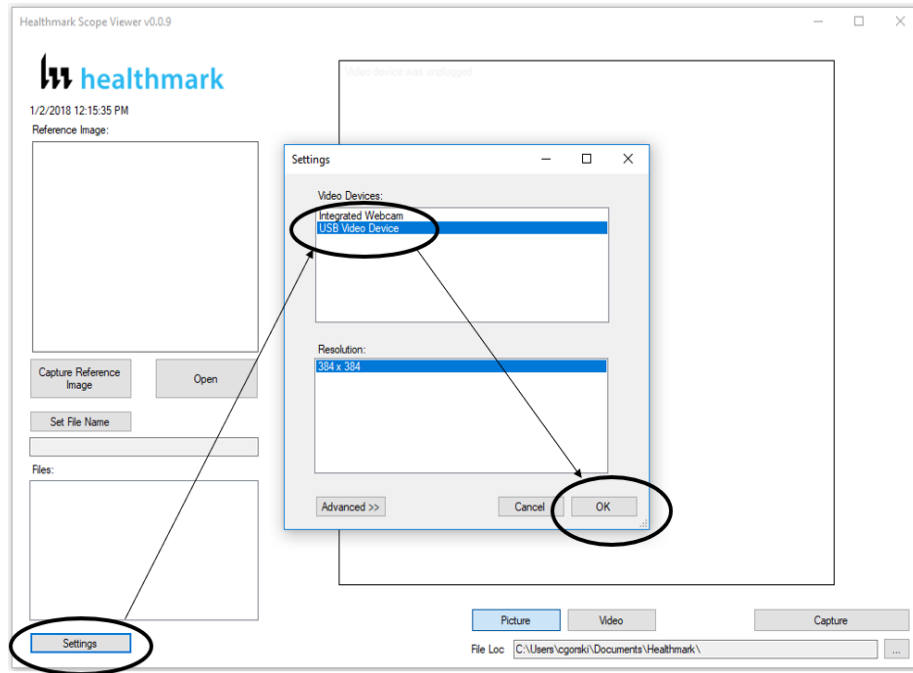 Healthmark Scope Viewer v0.0.9
healthmark
1/2/2018 12:15:35 PM
Reference Image:
Capture Reference
Image
Open
Set File Name
Files:
Settings
Video device was unplugged
Settings
Video Devices:
Integrated Webcam
USB Video Device
Resolution:
384 x 384
Advanced >>
Cancel
OK
Picture
Video
Capture
File Loc
C:\Users\cgorski\Documents\Healthmark\
...